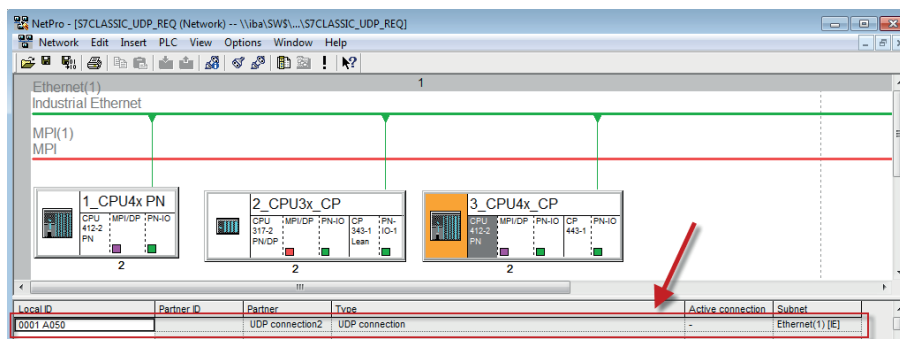 NetPro - [S7CLASSIC_UDP_REQ (Network) -- \\iba\SW$\...\S7CLASSIC_UDP_REQ]
Network Edit Insert PLC View Options Window Help
1
Ethernet(1)
Industrial Ethernet
MPI(1)
MPI
1_CPU4x PN
CPU 412-2 PN MPI/DP PN-IO
2
2_CPU3x_CP
CPU 317-2 PN/DP MPI/DP PN-IO CP 343-1 Lean PN-IO-1
2
3_CPU4x_CP
CPU 412-2 PN MPI/DP PN-IO CP 443-1 PN-IO
2
Local ID Partner ID Partner Type Active connection Subnet
0001 A050 UDP connection2 UDP connection - Ethernet(1) [IE]